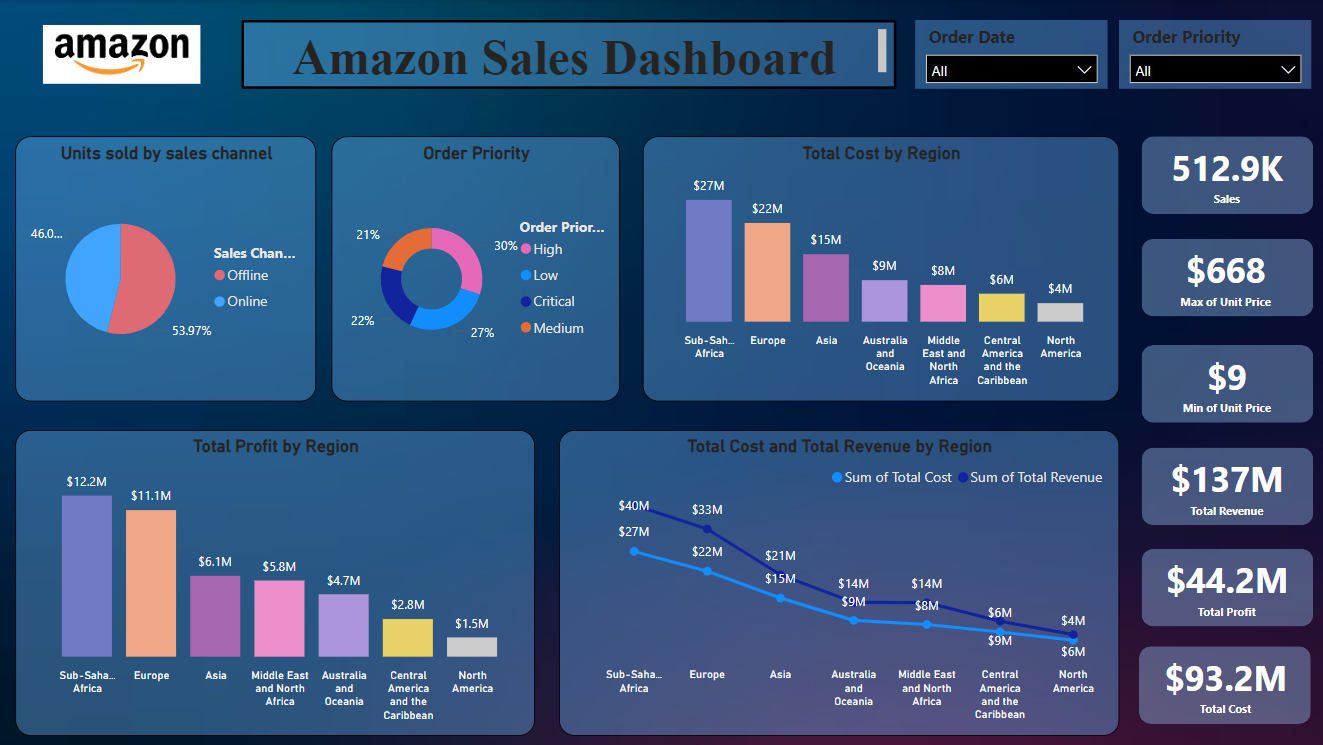 amazon
Amazon Sales Dashboard
Order Date
All
Order Priority
All
Units sold by sales channel
46.0...
53.97%
Sales Chan...
Offline
Online
Order Priority
21%
30%
22%
27%
Order Prior...
High
Low
Critical
Medium
Total Cost by Region
$27M
$22M
$15M
$9M
$8M
$6M
$4M
Sub-Sah...
Africa
Europe
Asia
Australia
and
Oceania
Middle
East and
North
Africa
Central
America
and the
Caribbean
North
America
512.9K
Sales
$668
Max of Unit Price
$9
Min of Unit Price
$137M
Total Revenue
$44.2M
Total Profit
$93.2M
Total Cost
Total Profit by Region
$12.2M
$11.1M
$6.1M
$5.8M
$4.7M
$2.8M
$1.5M
Sub-Saha...
Africa
Europe
Asia
Middle East
and North
Africa
Australia
and
Oceania
Central
America
and the
Caribbean
North
America
Total Cost and Total Revenue by Region
Sum of Total Cost
Sum of Total Revenue
$40M
$33M
$27M
$22M
$21M
$15M
$14M
$9M
$14M
$8M
$6M
$9M
$4M
$6M
Sub-Saha...
Africa
Europe
Asia
Australia
and
Oceania
Middle East
and North
Africa
Central
America
and the
Caribbean
North
America